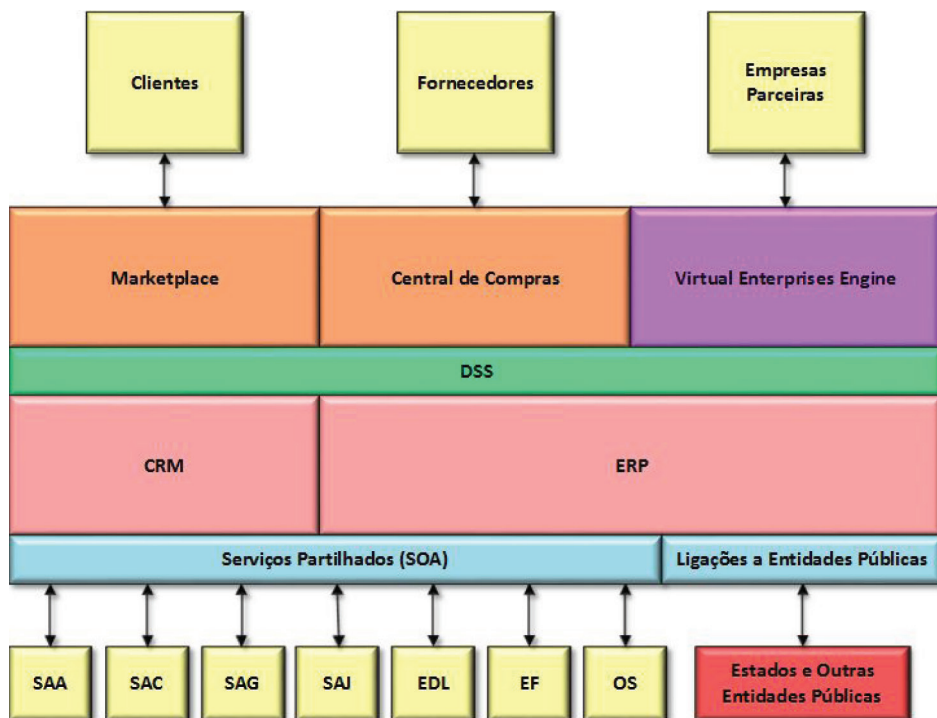 Clientes
Fornecedores
Empresas
Parceiras
Marketplace
Central de Compras
Virtual Enterprises Engine
DSS
CRM
ERP
Serviços Partilhados (SOA)
Ligações a Entidades Públicas
SAA
SAC
SAG
SAJ
EDL
EF
OS
Estados e Outras
Entidades Públicas